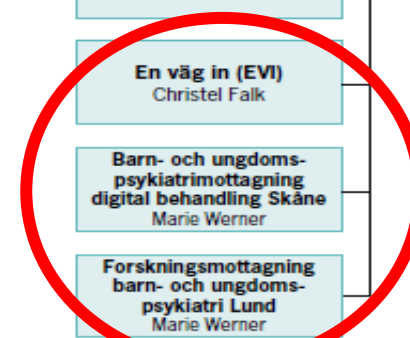 En väg in (EVI)
Christel Falk
Barn- och ungdoms-
psykiatrimottagning
digital behandling Skåne
Marie Werner
Forskningsmottagning
barn- och ungdoms-
psykiatri Lund
Marie Werner